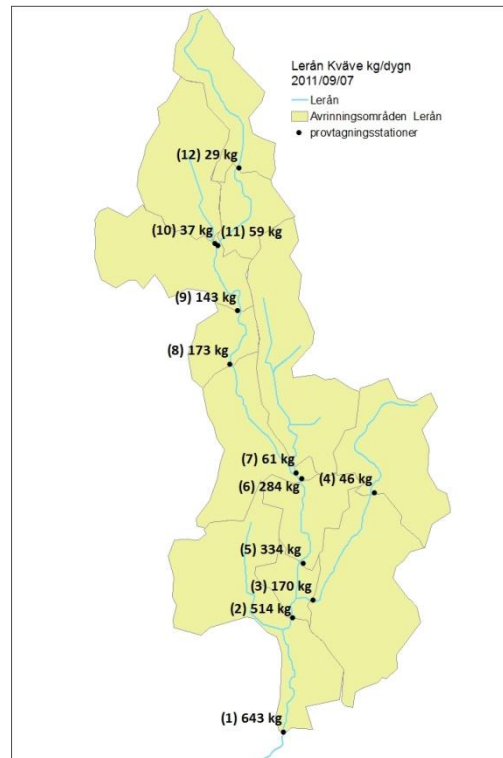 Lerån Kväve kg/dygn
2011/09/07
Lerån
Avrinningsområden Lerån
provtagningsstationer
(12) 29 kg
(10) 37 kg
(11) 59 kg
(9) 143 kg
(8) 173 kg
(7) 61 kg
(4) 46 kg
(6) 284 kg
(5) 334 kg
(3) 170 kg
(2) 514 kg
(1) 643 kg